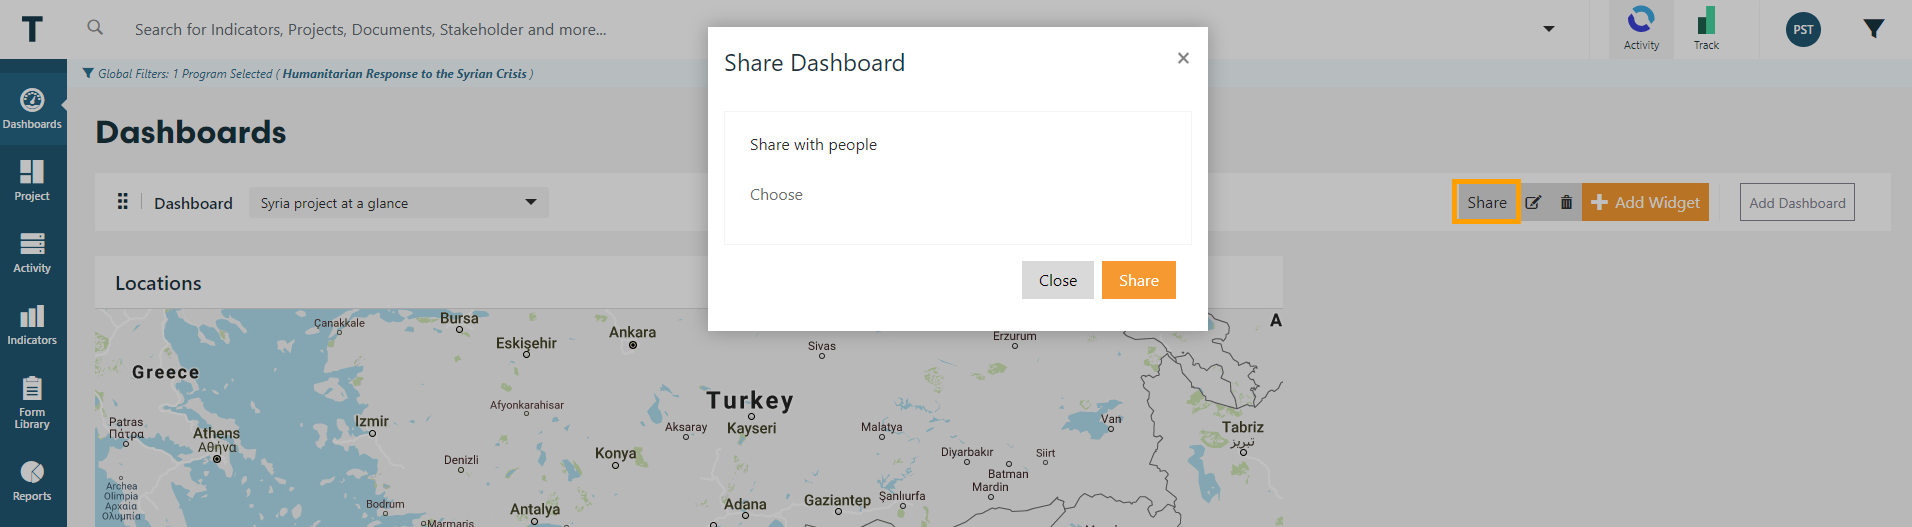 T
Search for Indicators, Projects, Documents, Stakeholder and more...
Activity
Track
PST
Global Filters: 1 Program Selected ( Humanitarian Response to the Syrian Crisis )
Dashboards
Project
Activity
Indicators
Form
Library
Reports
Dashboards
Dashboard
Syria project at a glance
Share
Add Widget
Add Dashboard
Share Dashboard
×
Share with people
Choose
Close
Share
Locations
Çanakkale
Bursa
Eskişehir
Ankara
Sivas
Erzurum
A
Greece
Turkey
Afyonkarahisar
Kayseri
Van
Patras
Πάτρα
Athens
Αθήνα
Izmir
Aksaray
Malatya
Tabriz
تبریز
Denizli
Konya
Diyarbakır
Siirt
Batman
Mardin
Archea
Olimpia
Αρχαία
Ολυμπία
Bodrum
Antalya
Adana
Gaziantep
Şanlıurfa
Marmaris